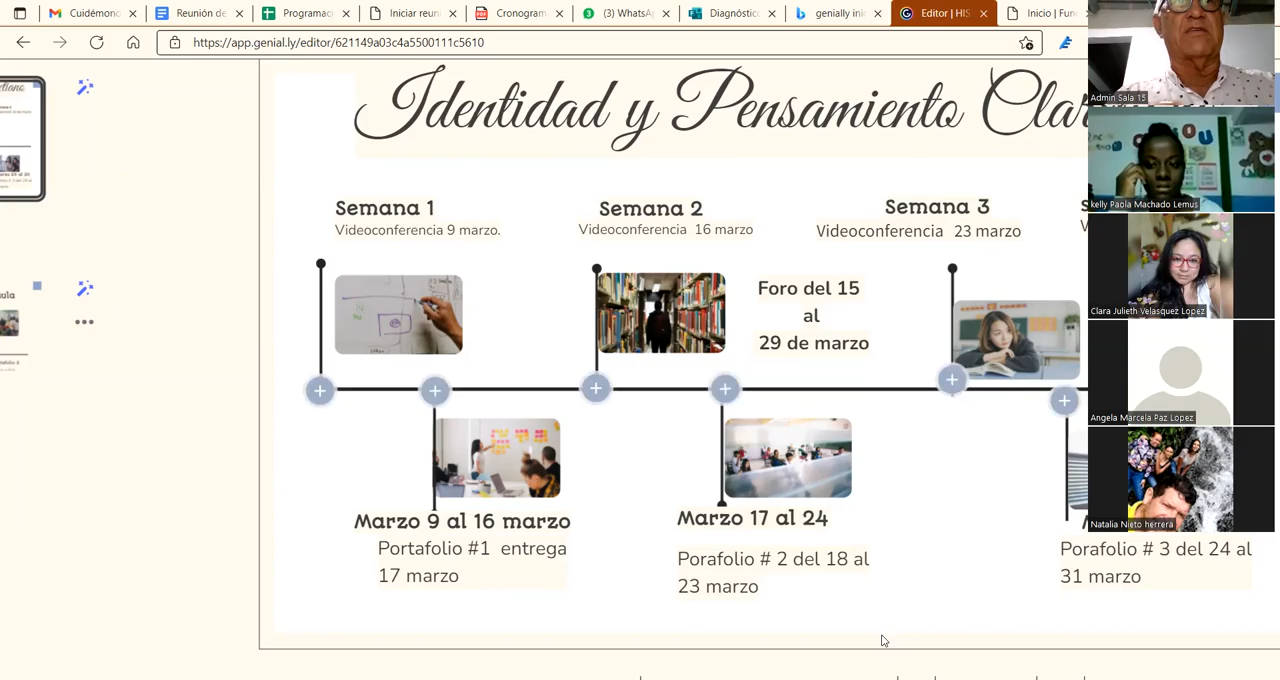 Cuidémono
Reunión de
Programaci
Iniciar reun
Cronogram
(3) WhatsA
Diagnóstic
genially ini
Editor | HIS
Inicio | Fun
https://app.genial.ly/editor/621149a03c4a5500111c5610
Identidad y Pensamiento Clar
Semana 1
Videoconferencia 9 marzo.
Semana 2
Videoconferencia 16 marzo
Semana 3
Videoconferencia 23 marzo
Foro del 15
al
29 de marzo
Marzo 9 al 16 marzo
Portafolio #1 entrega
17 marzo
Marzo 17 al 24
Porafolio # 2 del 18 al
23 marzo
Porafolio # 3 del 24 al
31 marzo
Admin Sala 15
kelly Paola Machado Lemus
Clara Julieth Velasquez Lopez
Angela Marcela Paz Lopez
Natalia Nieto herrera